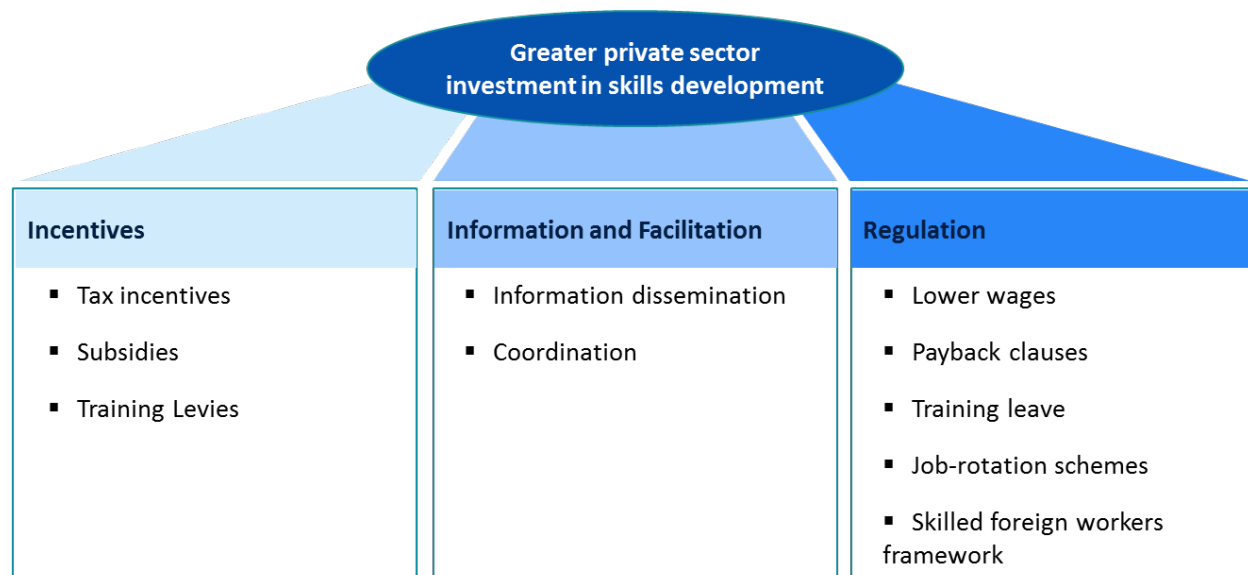 Greater private sector
investment in skills development
Incentives
▪ Tax incentives
▪ Subsidies
▪ Training Levies
Information and Facilitation
▪ Information dissemination
▪ Coordination
Regulation
▪ Lower wages
▪ Payback clauses
▪ Training leave
▪ Job-rotation schemes
▪ Skilled foreign workers
framework